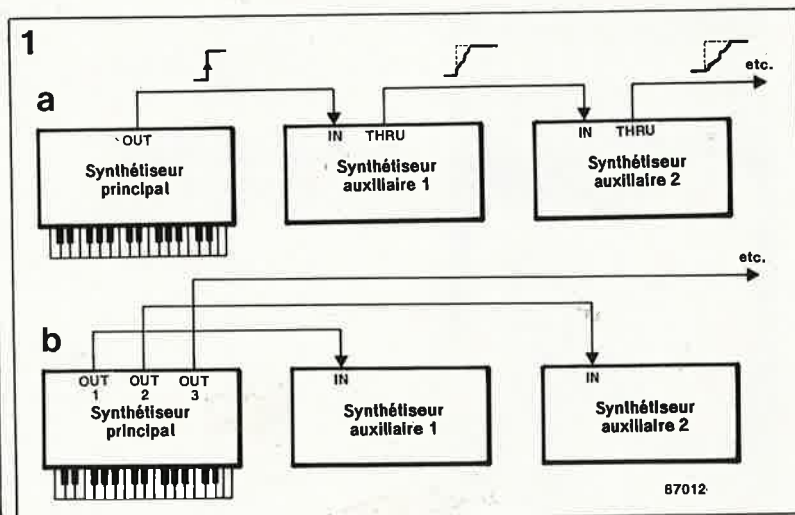 1
etc.
a
OUT
IN THRU
IN THRU
Synthétiseur
principal
Synthétiseur
auxiliaire 1
Synthétiseur
auxiliaire 2
etc.
b
OUT OUT OUT
1 2 3
IN
IN
Synthétiseur
principal
Synthétiseur
auxiliaire 1
Synthétiseur
auxiliaire 2
87012